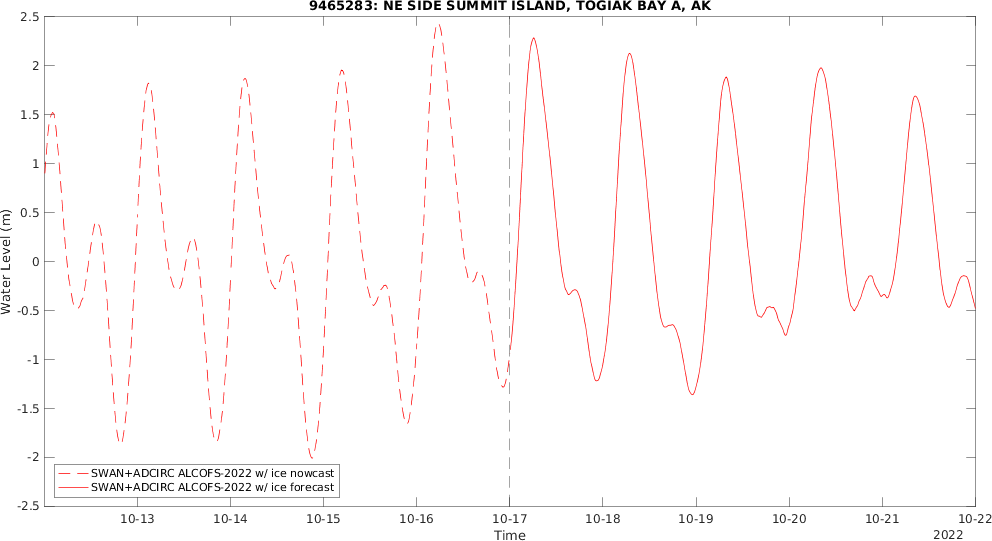 9465283: NE SIDE SUMMIT ISLAND, TOGIAK BAY A, AK
Water Level (m)
2.5
2
1.5
1
0.5
0
-0.5
-1
-1.5
-2
-2.5
SWAN+ADCIRC ALCOFS-2022 w/ ice nowcast
SWAN+ADCIRC ALCOFS-2022 w/ ice forecast
10-13 10-14 10-15 10-16 10-17 10-18 10-19 10-20 10-21 10-22
Time
2022